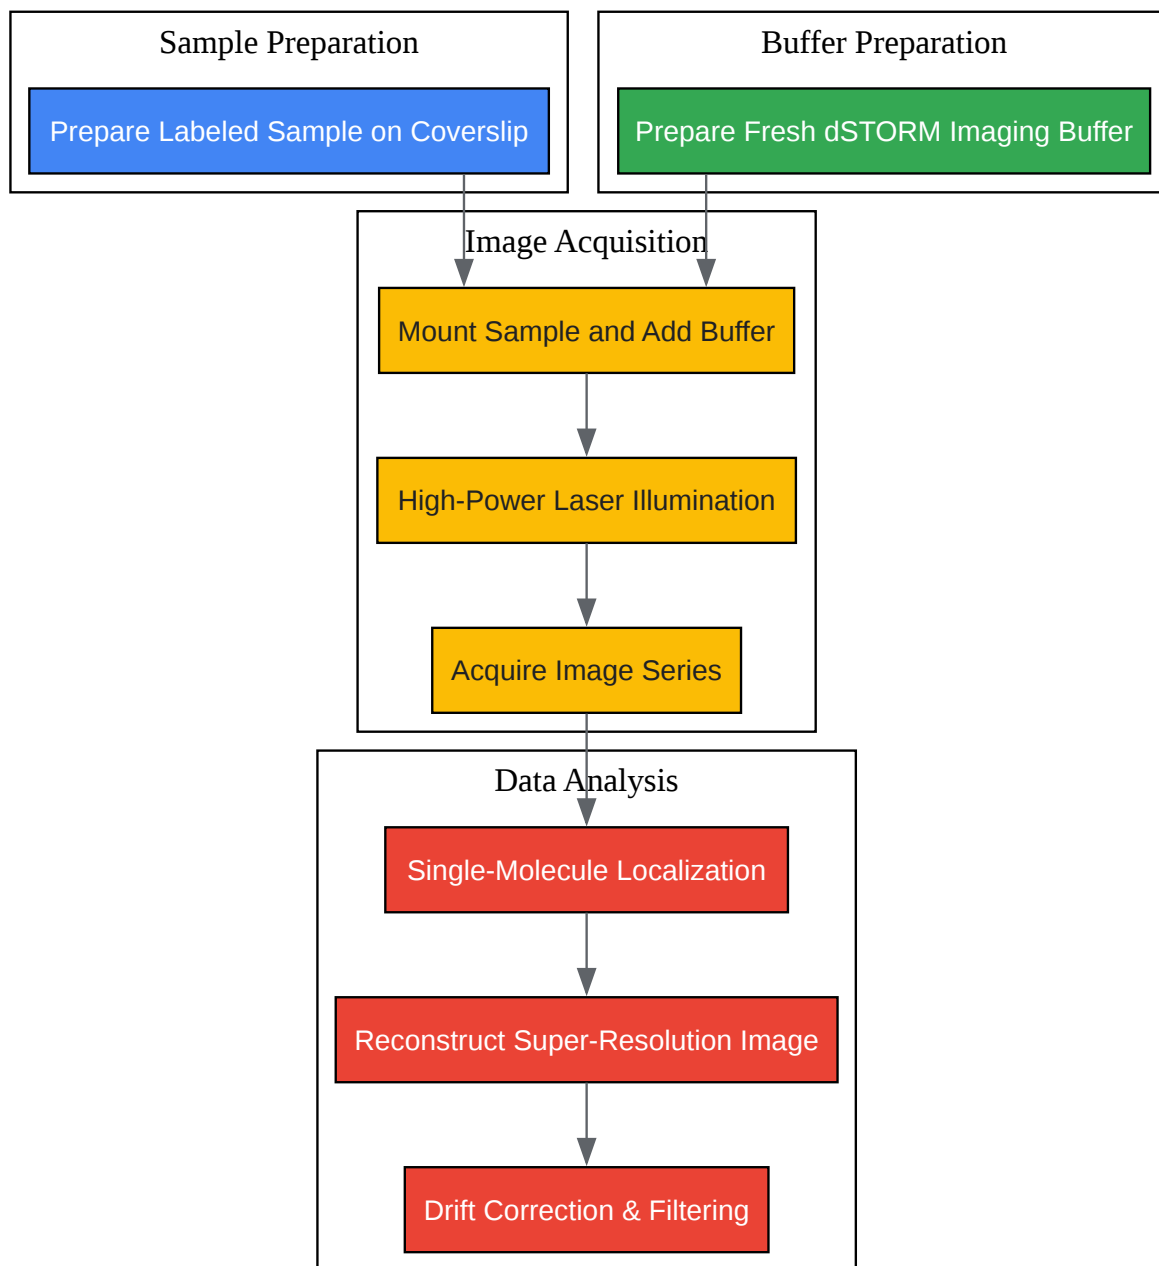 Sample Preparation
Buffer Preparation
Prepare Labeled Sample on Coverslip
Prepare Fresh dSTORM Imaging Buffer
Image Acquisition
Mount Sample and Add Buffer
High-Power Laser Illumination
Acquire Image Series
Data Analysis
Single-Molecule Localization
Reconstruct Super-Resolution Image
Drift Correction & Filtering